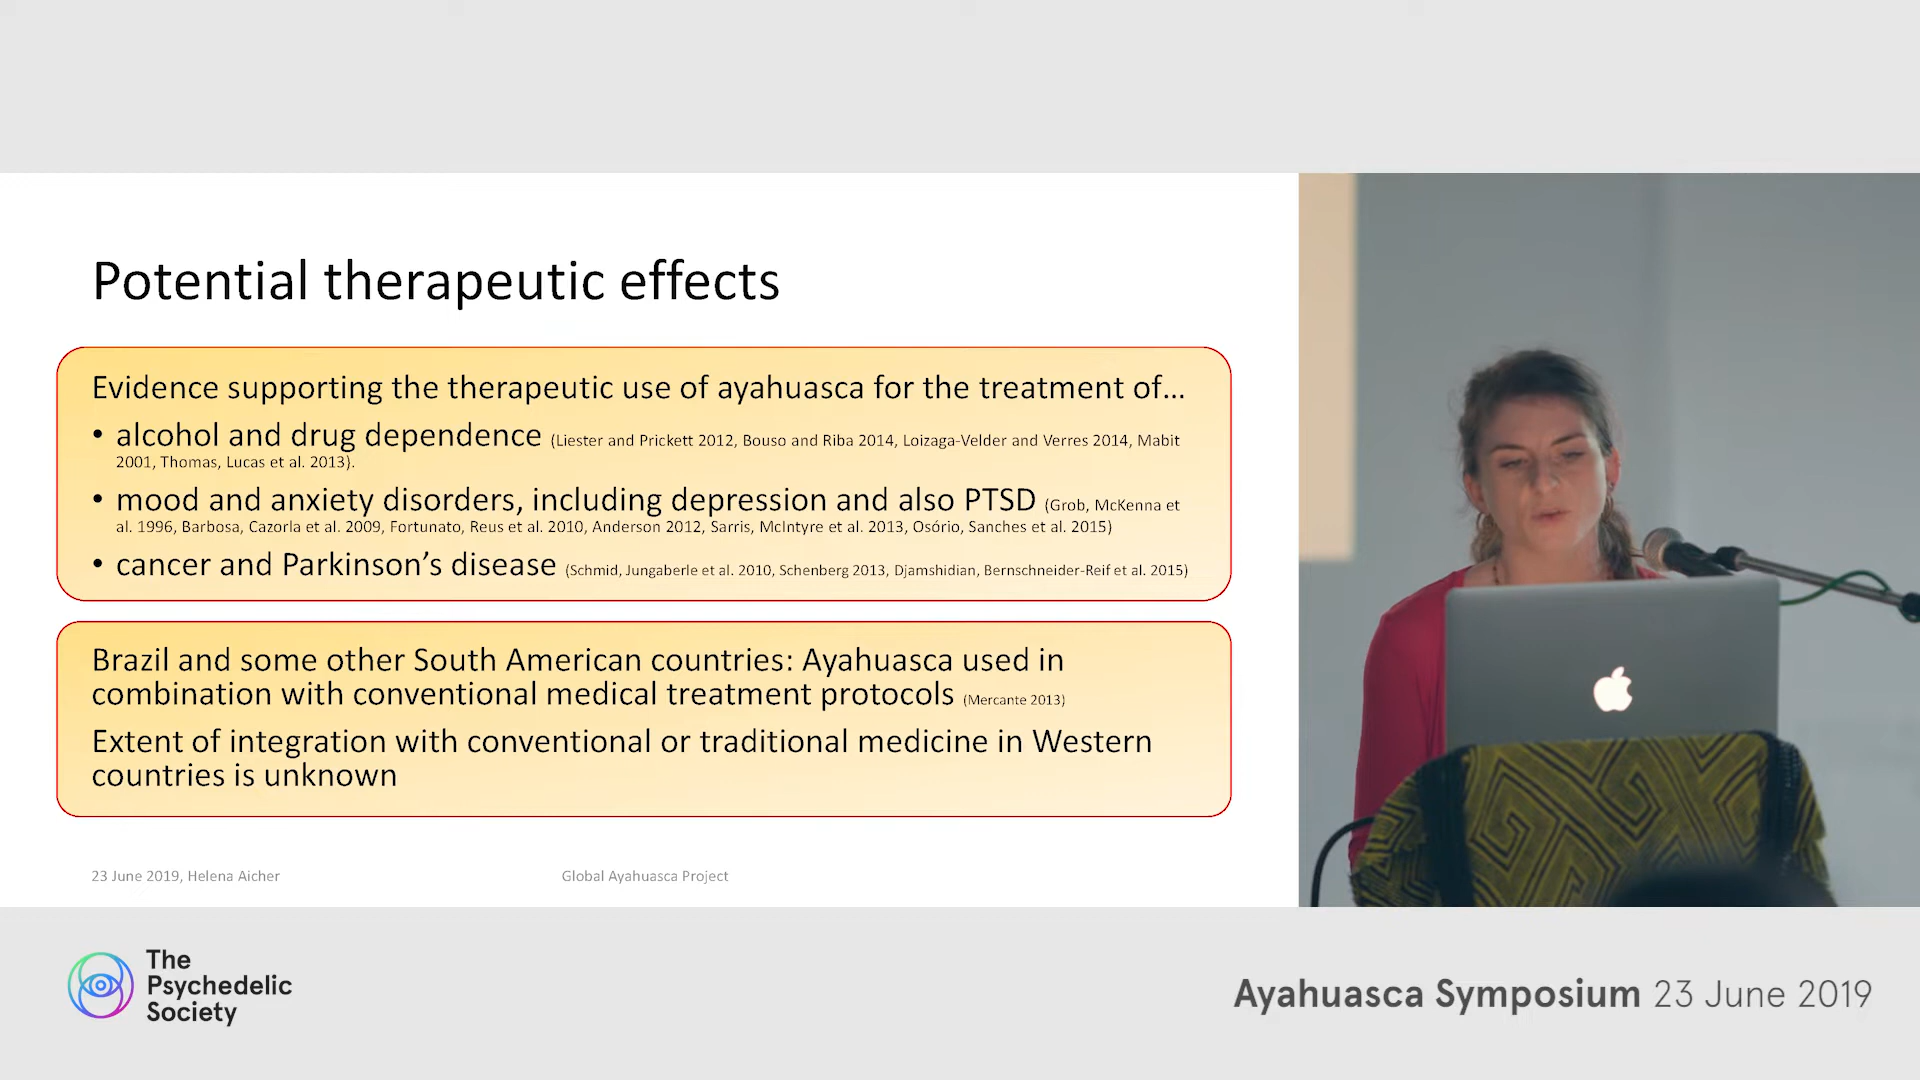 Potential therapeutic effects
Evidence supporting the therapeutic use of ayahuasca for the treatment of...
• alcohol and drug dependence (Liester and Prickett 2012, Bouso and Riba 2014, Loizaga-Velder and Verres 2014, Mabit
2001, Thomas, Lucas et al. 2013).
• mood and anxiety disorders, including depression and also PTSD (Grob, McKenna et
al. 1996, Barbosa, Cazorla et al. 2009, Fortunato, Reus et al. 2010, Anderson 2012, Sarris, McIntyre et al. 2013, Osório, Sanches et al. 2015)
• cancer and Parkinson’s disease (Schmid, Jungaberle et al. 2010, Schenberg 2013, Djamshidian, Bernschneider-Reif et al. 2015)
Brazil and some other South American countries: Ayahuasca used in
combination with conventional medical treatment protocols (Mercante 2013)
Extent of integration with conventional or traditional medicine in Western
countries is unknown
23 June 2019, Helena Aicher
Global Ayahuasca Project
The
Psychedelic
Society
Ayahuasca Symposium 23 June 2019